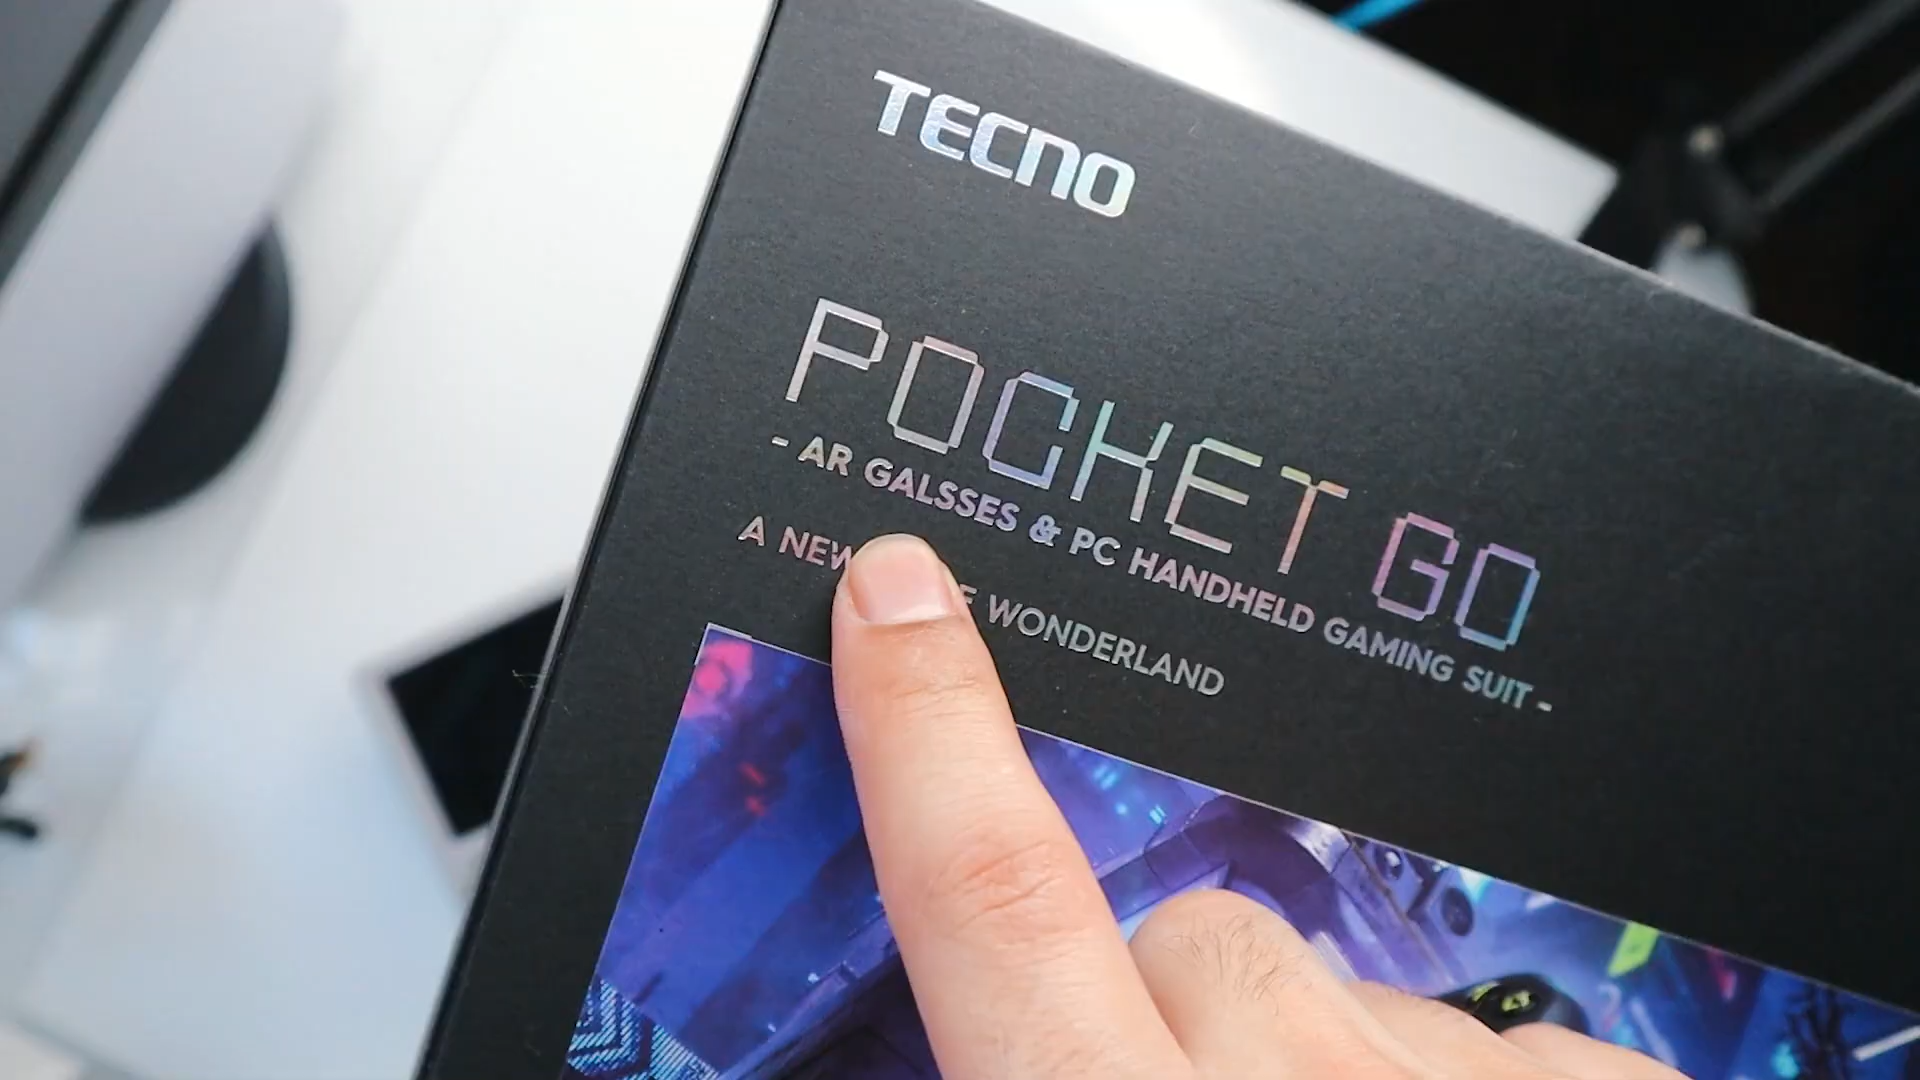 TECNO
POCKET GO
- AR GALSSES & PC HANDHELD GAMING SUIT -
A NEW WONDERLAND